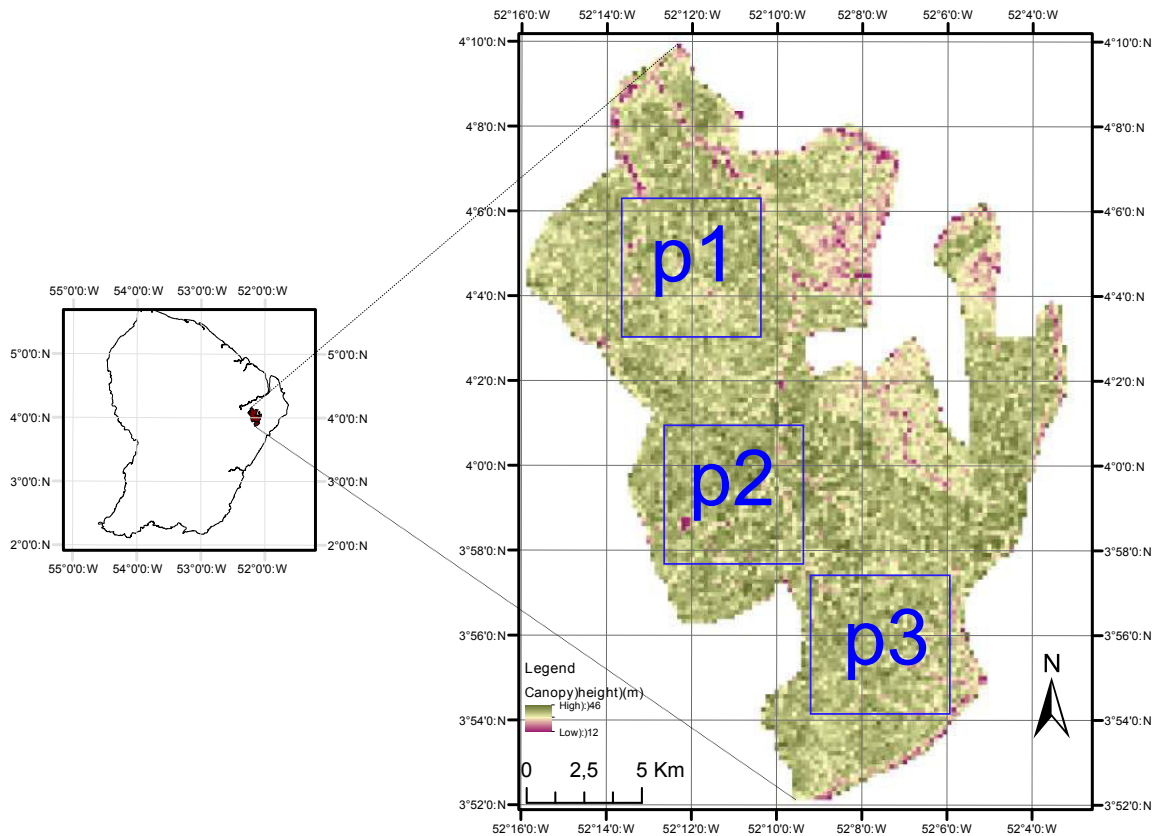 52°16'0":W 52°14'0":W 52°12'0":W 52°10'0":W 52°8'0":W 52°6'0":W 52°4'0":W
4°10'0":N 4°10'0":N
4°8'0":N 4°8'0":N
4°6'0":N 4°6'0":N
p1
4°4'0":N 4°4'0":N
55°0'0":W 54°0'0":W 53°0'0":W 52°0'0":W
5°0'0":N 5°0'0":N
4°2'0":N 4°2'0":N
4°0'0":N 4°0'0":N
4°0'0":N 4°0'0":N
p2
3°0'0":N 3°0'0":N
2°0'0":N 2°0'0":N
3°58'0":N 3°58'0":N
55°0'0":W 54°0'0":W 53°0'0":W 52°0'0":W
3°56'0":N 3°56'0":N
p3
N
Legend
Canopy)height)(m)
High):)46
Low):)12
3°54'0":N 3°54'0":N
0 2,5 5 Km
3°52'0":N 3°52'0":N
52°16'0":W 52°14'0":W 52°12'0":W 52°10'0":W 52°8'0":W 52°6'0":W 52°4'0":W